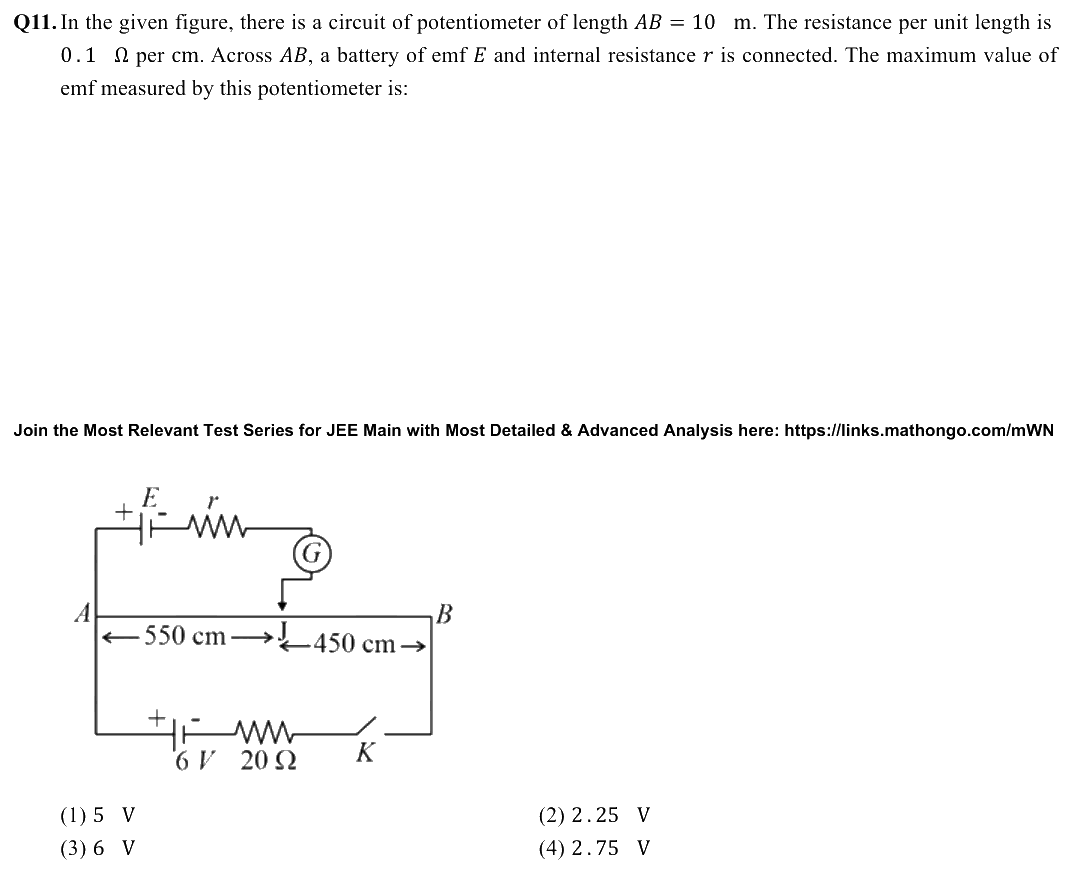 Q11. In the given figure, there is a circuit of potentiometer of length AB = 10 m. The resistance per unit length is
0.1 Ω per cm. Across AB, a battery of emf E and internal resistance r is connected. The maximum value of
emf measured by this potentiometer is:
Join the Most Relevant Test Series for JEE Main with Most Detailed & Advanced Analysis here: https://links.mathongo.com/mWN
+ E - r
G
A B
550 cm J 450 cm
+ -
6 V 20 Ω K
(1) 5 V (2) 2.25 V
(3) 6 V (4) 2.75 V